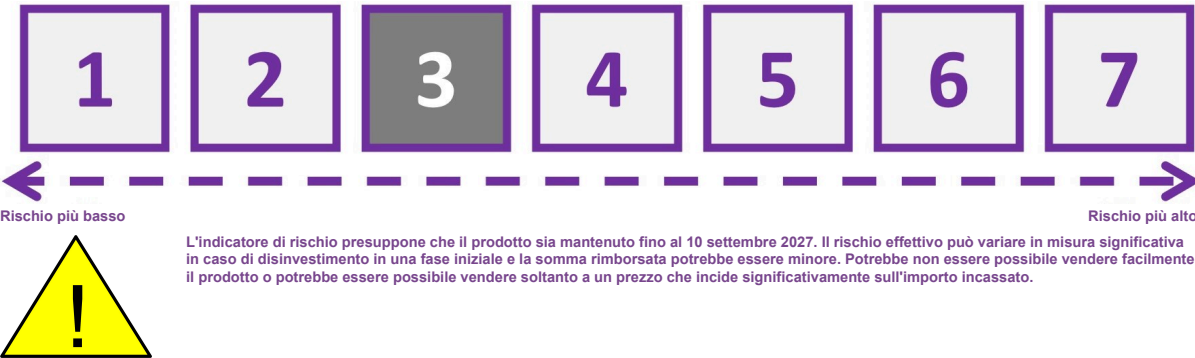 1 2 3 4 5 6 7
Rischio più basso Rischio più alto
L'indicatore di rischio presuppone che il prodotto sia mantenuto fino al 10 settembre 2027. Il rischio effettivo può variare in misura significativa
in caso di disinvestimento in una fase iniziale e la somma rimborsata potrebbe essere minore. Potrebbe non essere possibile vendere facilmente
il prodotto o potrebbe essere possibile vendere soltanto a un prezzo che incide significativamente sull'importo incassato.
!